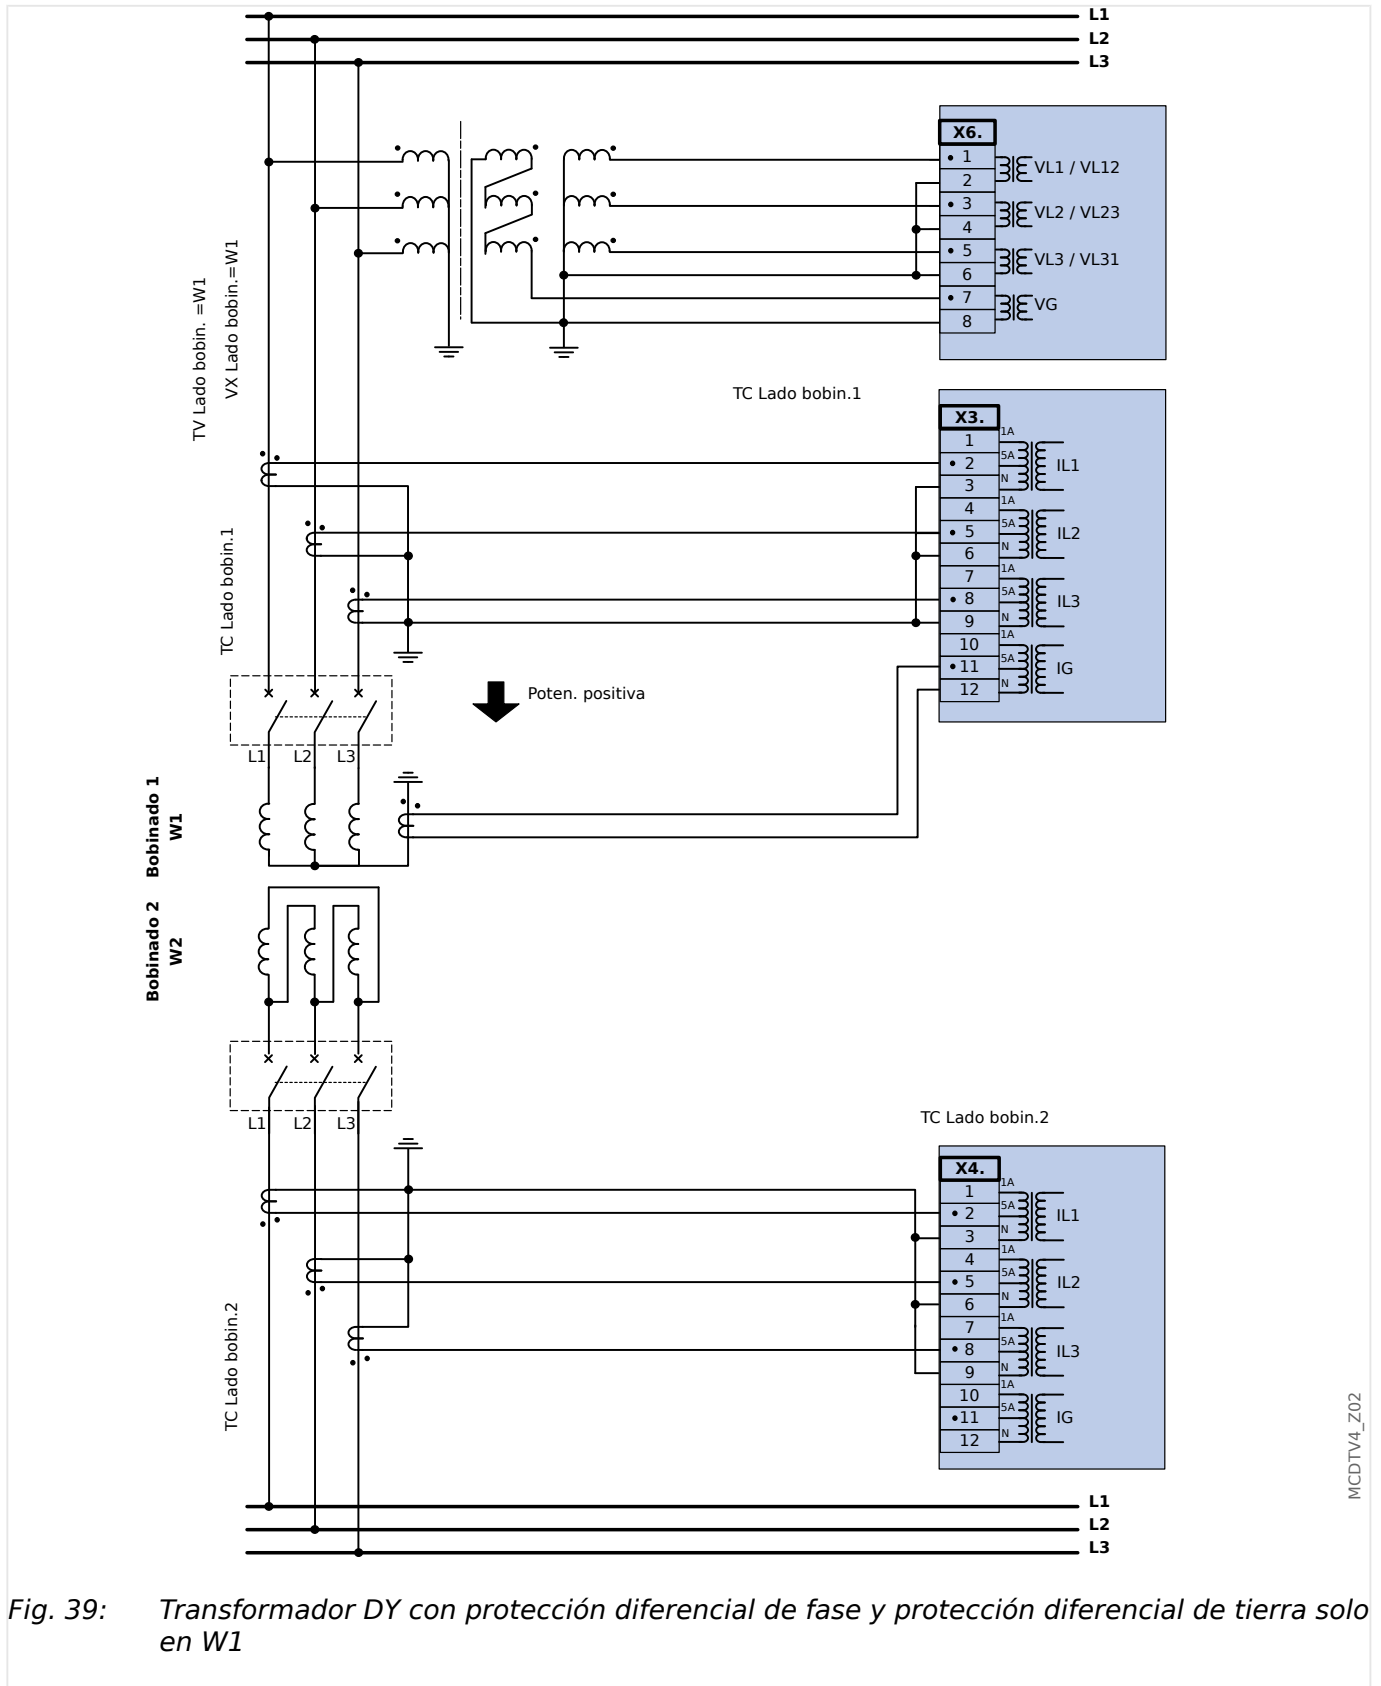 L1
L2
L3
X6.
1
2
3
4
5
6
7
8
VL1 / VL12
VL2 / VL23
VL3 / VL31
VG
TV Lado bobin. =W1
VX Lado bobin.=W1
TC Lado bobin.1
X3.
1
2
3
4
5
6
7
8
9
10
11
12
1A
5A
N
IL1
1A
5A
N
IL2
1A
5A
N
IL3
1A
5A
N
IG
TC Lado bobin.1
Poten. positiva
L1 L2 L3
Bobinado 1
W1
Bobinado 2
W2
L1 L2 L3
TC Lado bobin.2
X4.
1
2
3
4
5
6
7
8
9
10
11
12
1A
5A
N
IL1
1A
5A
N
IL2
1A
5A
N
IL3
1A
5A
N
IG
TC Lado bobin.2
MCDTV4_Z02
L1
L2
L3
Fig. 39: Transformador DY con protección diferencial de fase y protección diferencial de tierra solo
en W1